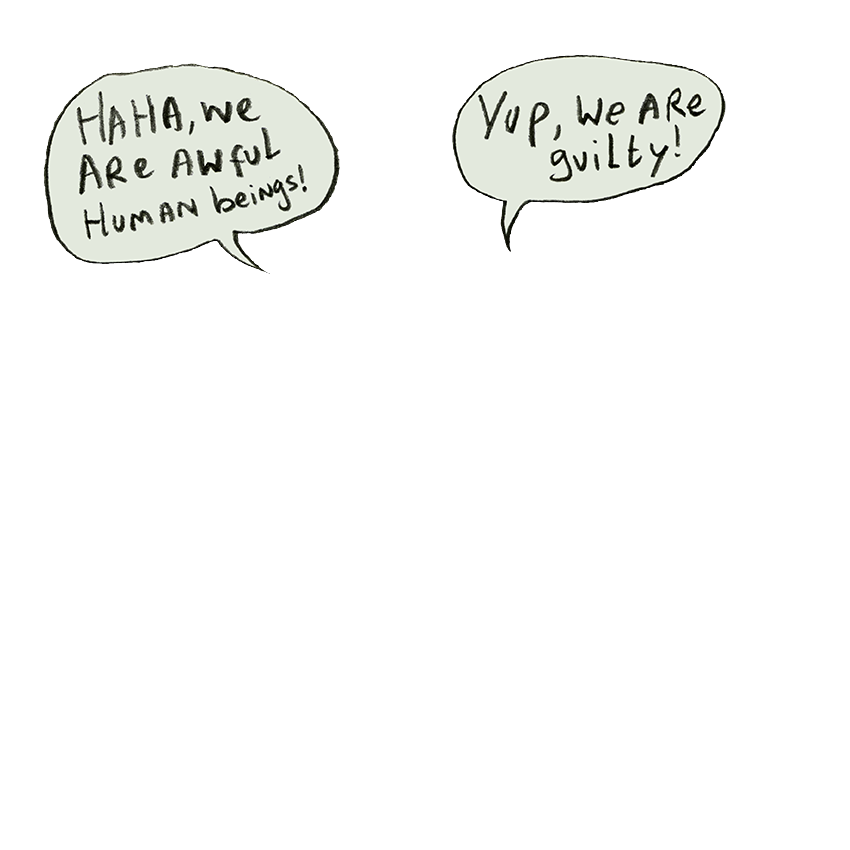 HAHA, we
ARe AWfUL
HUMAN beings!
YUP, We ARe
guilty!